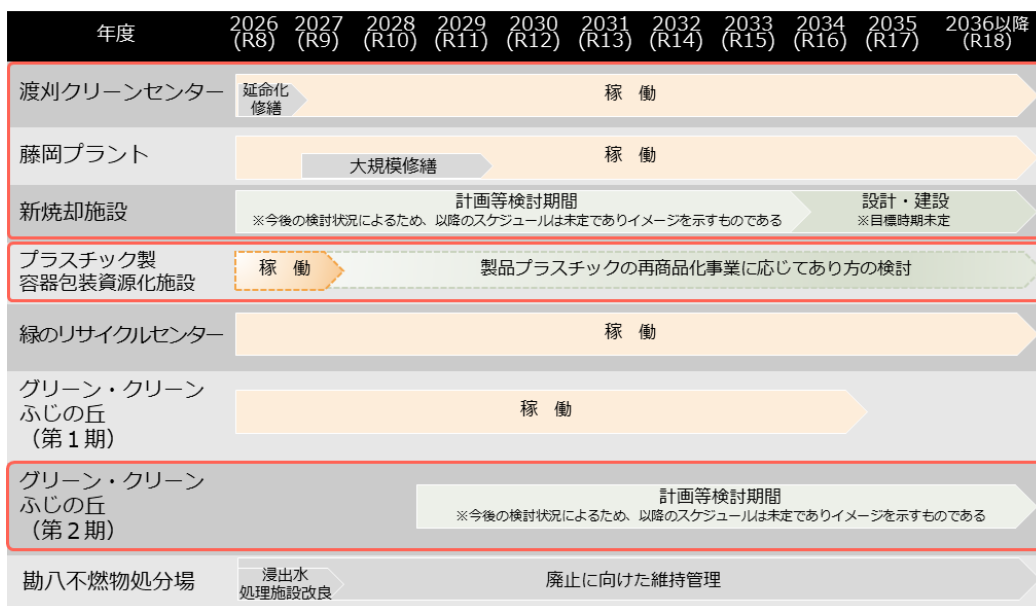 年度
2026 2027 2028 2029 2030 2031 2032 2033 2034 2035 2036以降
(R8) (R9) (R10) (R11) (R12) (R13) (R14) (R15) (R16) (R17) (R18)
渡刈クリーンセンター
延命化
修繕
稼 働
藤岡プラント
稼 働
大規模修繕
新焼却施設
計画等検討期間
※今後の検討状況によるため、以降のスケジュールは未定でありイメージを示すものである
設計・建設
※目標時期未定
プラスチック製
容器包装資源化施設
稼 働
製品プラスチックの再商品化事業に応じてあり方の検討
緑のリサイクルセンター
稼 働
グリーン・クリーン
ふじの丘
（第１期）
稼 働
グリーン・クリーン
ふじの丘
（第２期）
計画等検討期間
※今後の検討状況によるため、以降のスケジュールは未定でありイメージを示すものである
勘八不燃物処分場
浸出水
処理施設改良
廃止に向けた維持管理